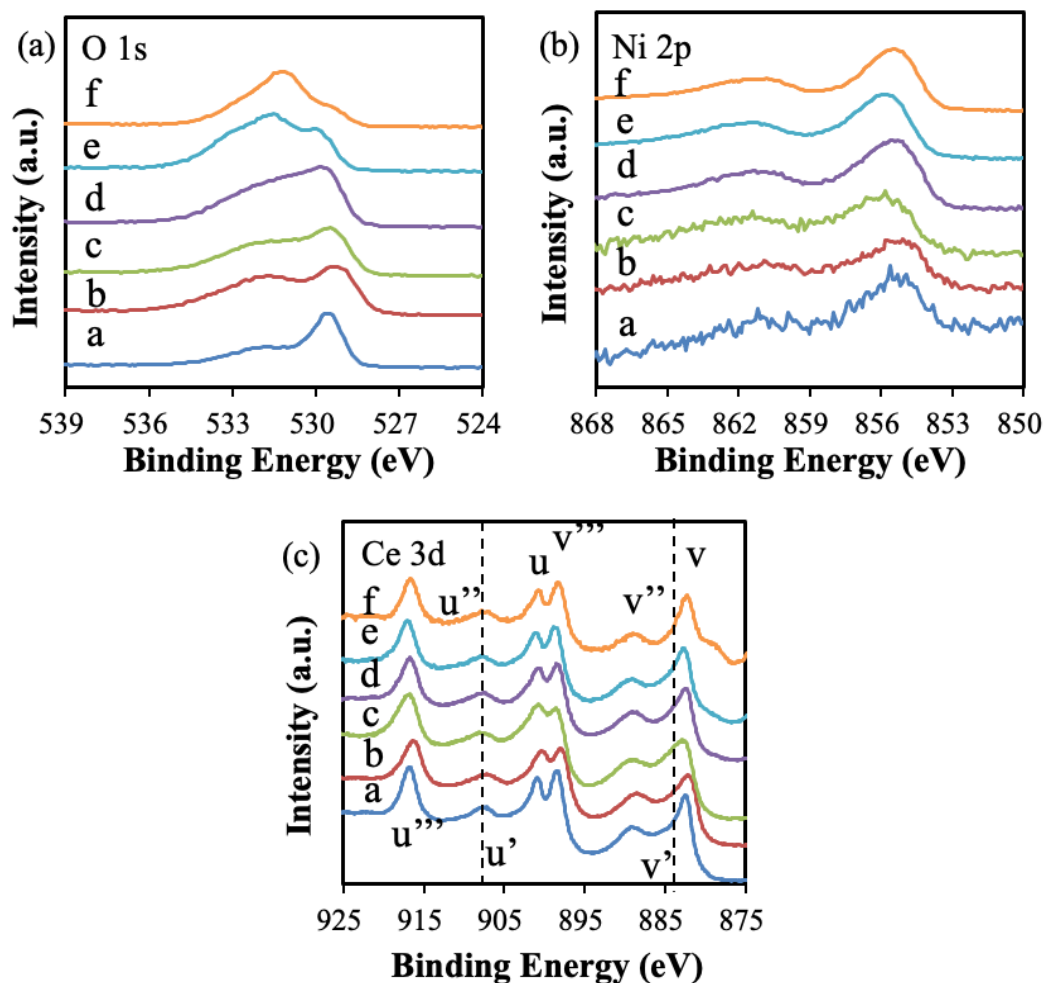 (a) O 1s
f
e
d
c
b
a
Intensity (a.u.)
539 536 533 530 527 524
Binding Energy (eV)
(b) Ni 2p
f
e
d
c
b
a
Intensity (a.u.)
868 865 862 859 856 853 850
Binding Energy (eV)
(c) Ce 3d
v’’’
u v
u’’ v’’
f
e
d
c
b
a
u’’’ u’ v’
Intensity (a.u.)
925 915 905 895 885 875
Binding Energy (eV)